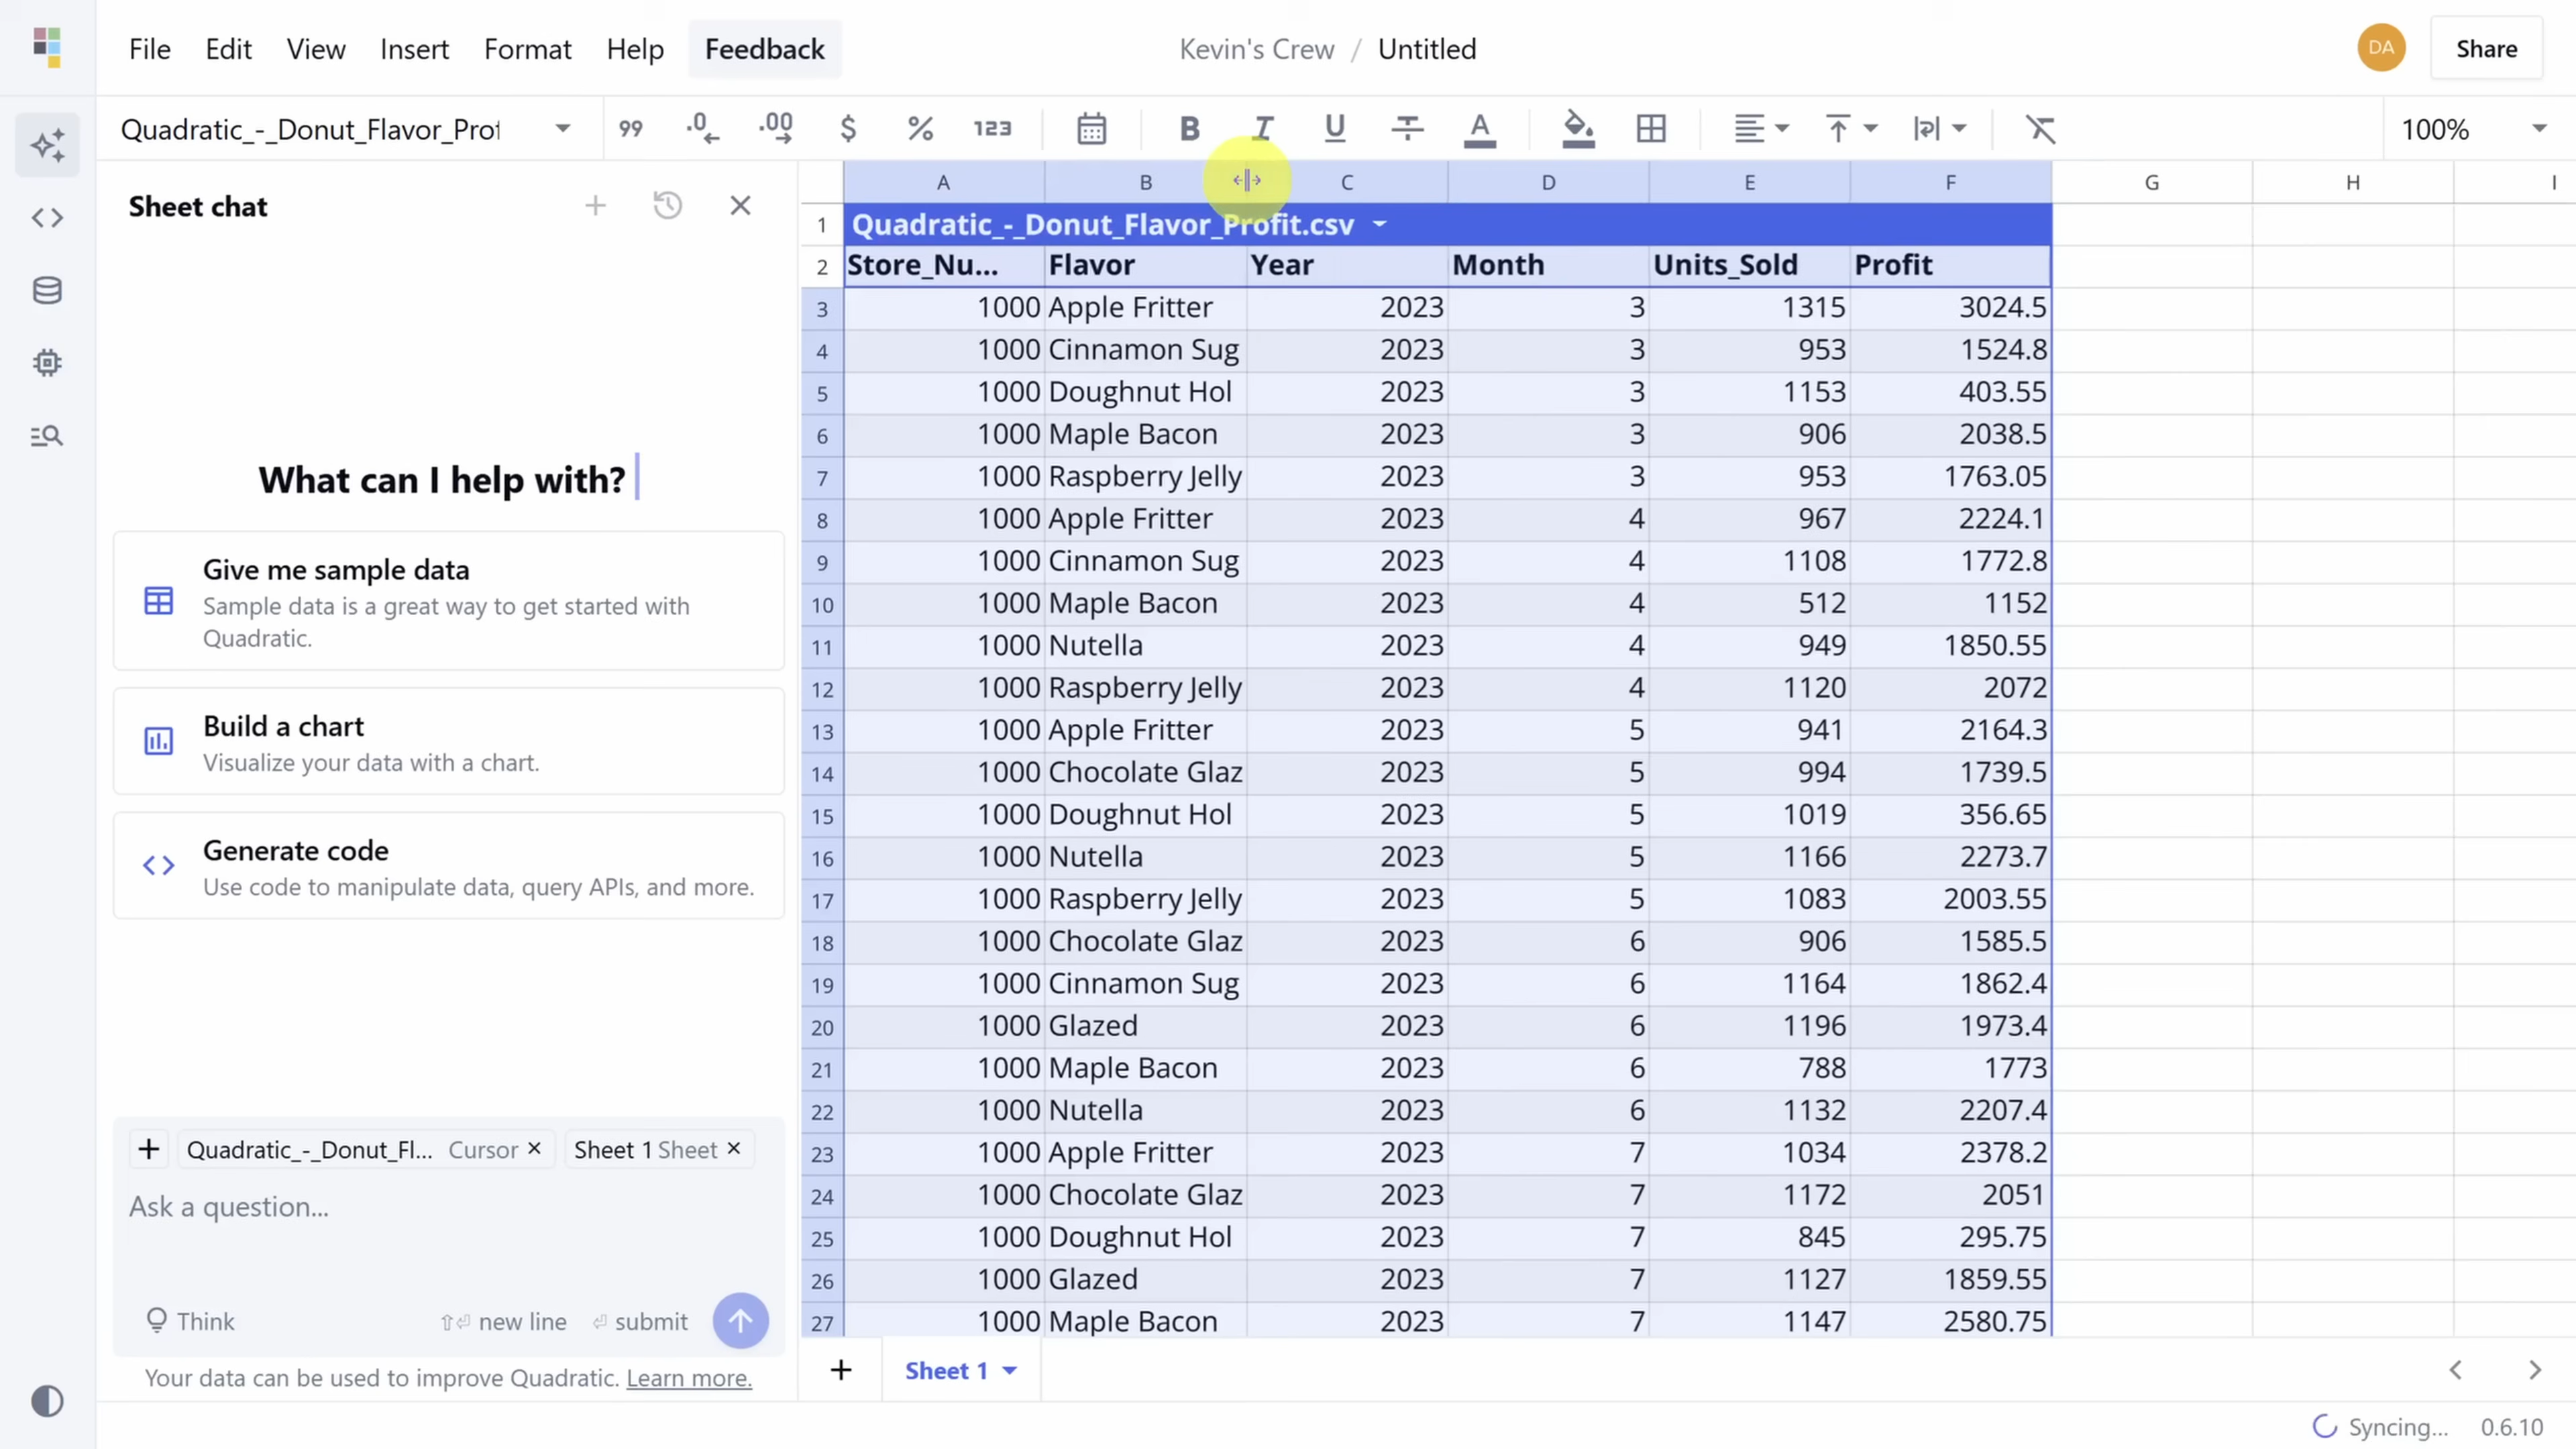 File Edit View Insert Format Help Feedback Kevin's Crew / Untitled DA Share
Quadratic_-_Donut_Flavor_Prof 99 .0 .00 $ % 123 B I U A 100%
Sheet chat
What can I help with?
Give me sample data
Sample data is a great way to get started with
Quadratic.
Build a chart
Visualize your data with a chart.
Generate code
Use code to manipulate data, query APIs, and more.
Quadratic_-_Donut_Fl... Cursor Sheet 1 Sheet
Ask a question...
Think new line submit
Your data can be used to improve Quadratic. Learn more.
A B C D E F G H I
1 Quadratic_-_Donut_Flavor_Profit.csv
2 Store_Nu... Flavor Year Month Units_Sold Profit
3 1000 Apple Fritter 2023 3 1315 3024.5
4 1000 Cinnamon Sug 2023 3 953 1524.8
5 1000 Doughnut Hol 2023 3 1153 403.55
6 1000 Maple Bacon 2023 3 906 2038.5
7 1000 Raspberry Jelly 2023 3 953 1763.05
8 1000 Apple Fritter 2023 4 967 2224.1
9 1000 Cinnamon Sug 2023 4 1108 1772.8
10 1000 Maple Bacon 2023 4 512 1152
11 1000 Nutella 2023 4 949 1850.55
12 1000 Raspberry Jelly 2023 4 1120 2072
13 1000 Apple Fritter 2023 5 941 2164.3
14 1000 Chocolate Glaz 2023 5 994 1739.5
15 1000 Doughnut Hol 2023 5 1019 356.65
16 1000 Nutella 2023 5 1166 2273.7
17 1000 Raspberry Jelly 2023 5 1083 2003.55
18 1000 Chocolate Glaz 2023 6 906 1585.5
19 1000 Cinnamon Sug 2023 6 1164 1862.4
20 1000 Glazed 2023 6 1196 1973.4
21 1000 Maple Bacon 2023 6 788 1773
22 1000 Nutella 2023 6 1132 2207.4
23 1000 Apple Fritter 2023 7 1034 2378.2
24 1000 Chocolate Glaz 2023 7 1172 2051
25 1000 Doughnut Hol 2023 7 845 295.75
26 1000 Glazed 2023 7 1127 1859.55
27 1000 Maple Bacon 2023 7 1147 2580.75
Sheet 1
Syncing... 0.6.10